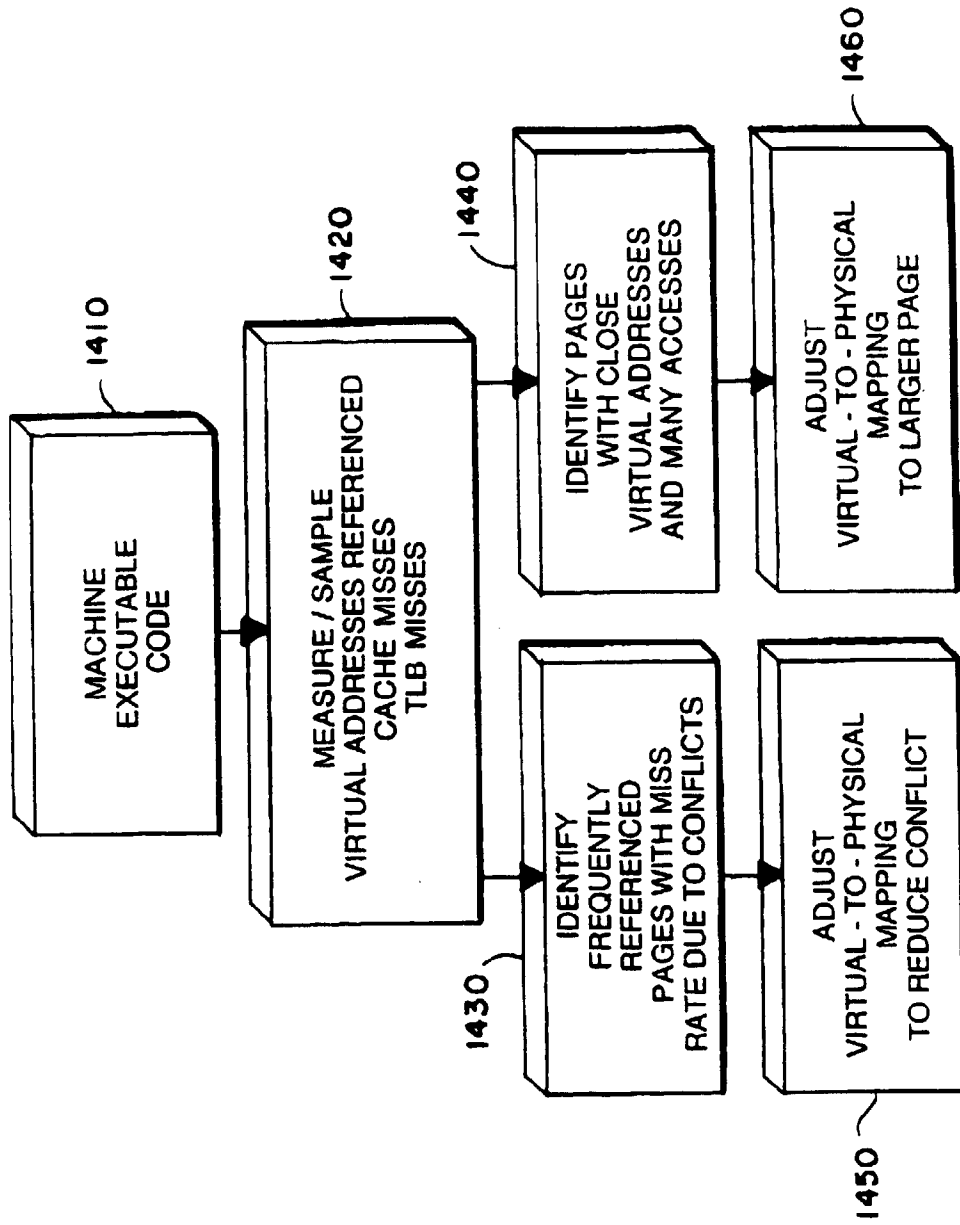 1410
MACHINE
EXECUTABLE
CODE
1420
MEASURE / SAMPLE
VIRTUAL ADDRESSES REFERENCED
CACHE MISSES
TLB MISSES
1430
IDENTIFY
FREQUENTLY
REFERENCED
PAGES WITH MISS
RATE DUE TO CONFLICTS
1440
IDENTIFY PAGES
WITH CLOSE
VIRTUAL ADDRESSES
AND MANY ACCESSES
1450
ADJUST
VIRTUAL - TO - PHYSICAL
MAPPING
TO REDUCE CONFLICT
1460
ADJUST
VIRTUAL - TO - PHYSICAL
MAPPING
TO LARGER PAGE